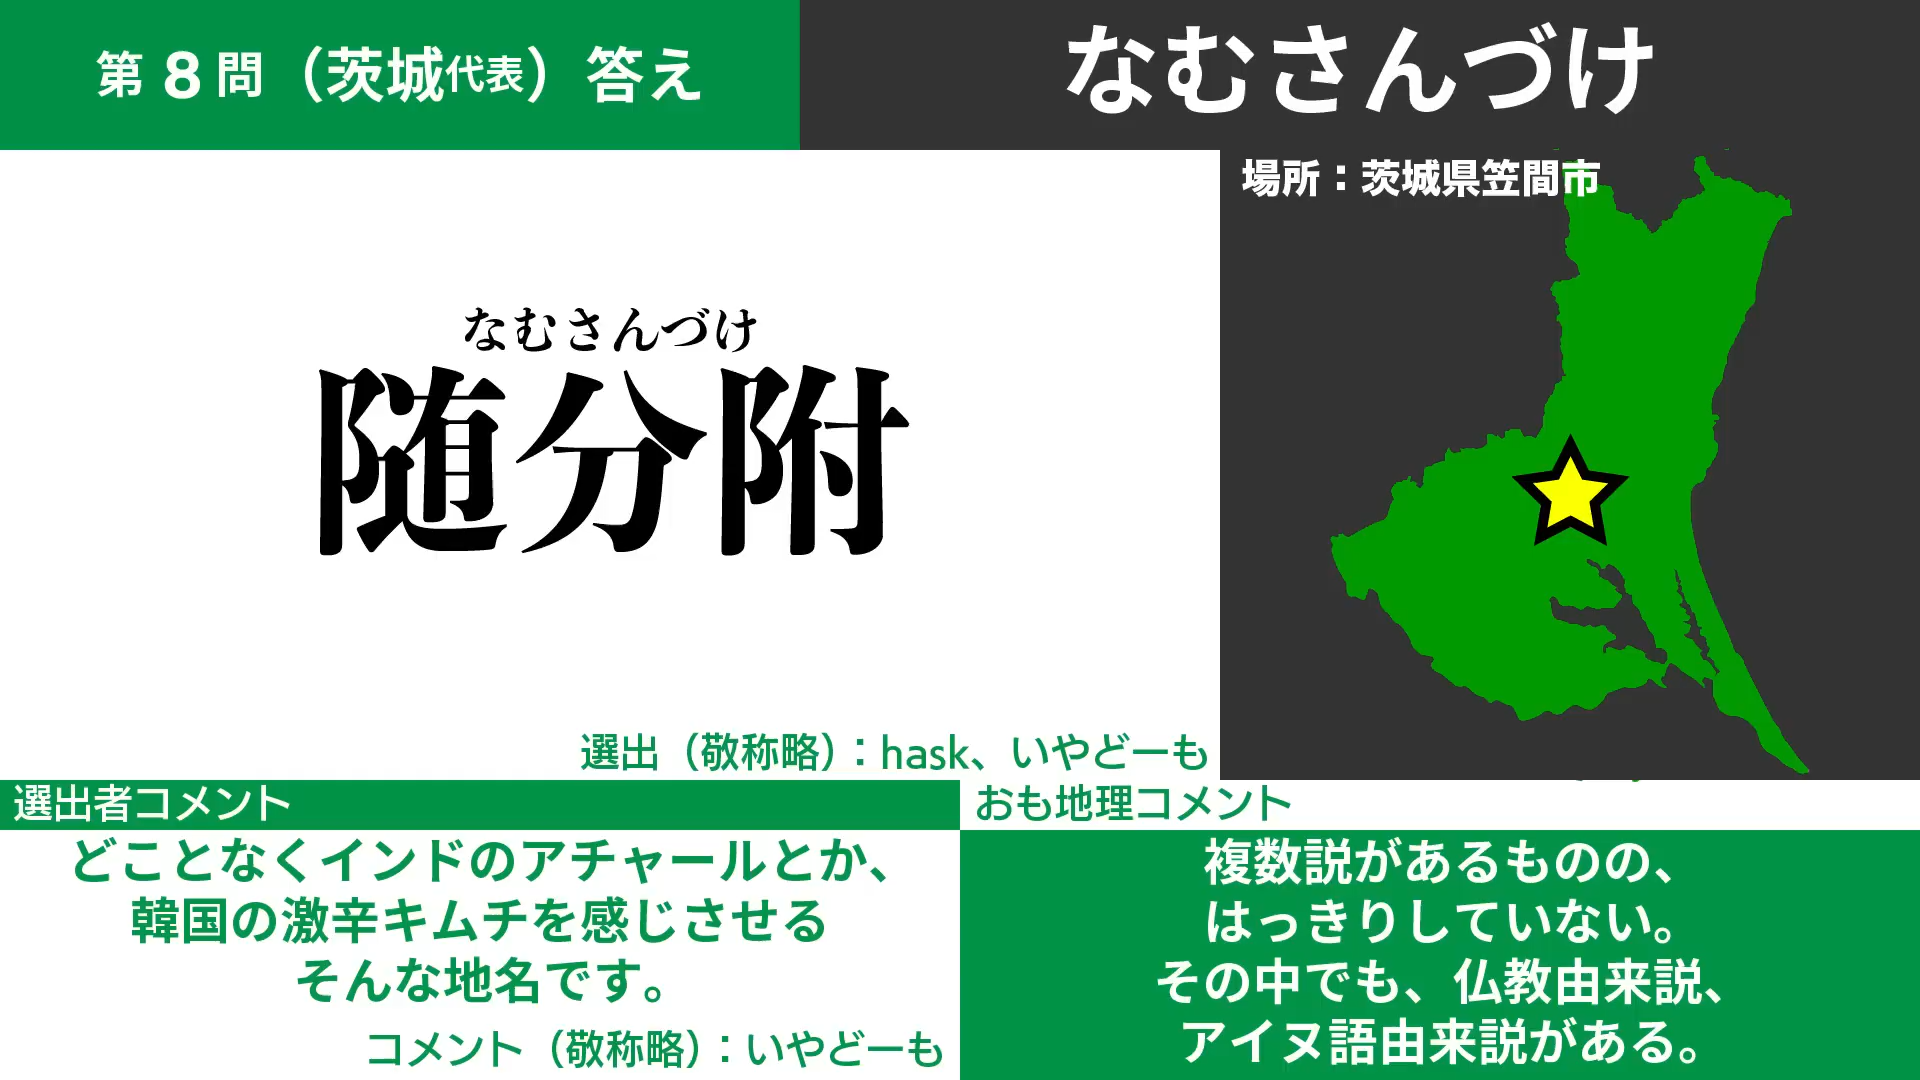 第8問（茨城代表）答え
なむさんづけ
場所：茨城県笠間市
なむさんづけ
随分附
選出（敬称略）：hask、いやどーも
選出者コメント
どことなくインドのアチャールとか、
韓国の激辛キムチを感じさせる
そんな地名です。
コメント（敬称略）：いやどーも
おも地理コメント
複数説があるものの、
はっきりしていない。
その中でも、仏教由来説、
アイヌ語由来説がある。